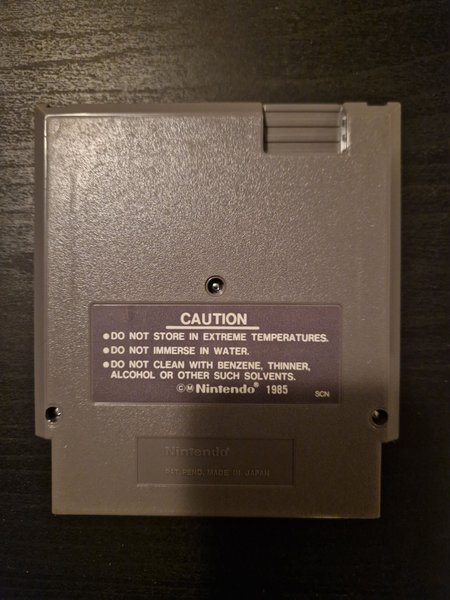 CAUTION
●DO NOT STORE IN EXTREME TEMPERATURES.
●DO NOT IMMERSE IN WATER.
●DO NOT CLEAN WITH BENZENE, THINNER,
ALCOHOL OR OTHER SUCH SOLVENTS.
©Ⓜ Nintendo® 1985
SCN
Nintendo®
PAT. PEND. MADE IN JAPAN